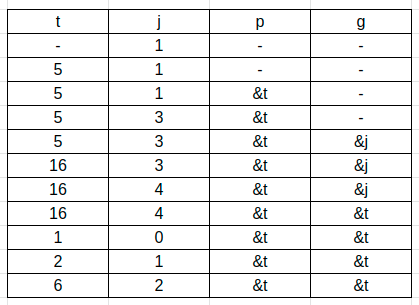 t j p g
- 1 - -
5 1 - -
5 1 &t -
5 3 &t -
5 3 &t &j
16 3 &t &j
16 4 &t &j
16 4 &t &t
1 0 &t &t
2 1 &t &t
6 2 &t &t